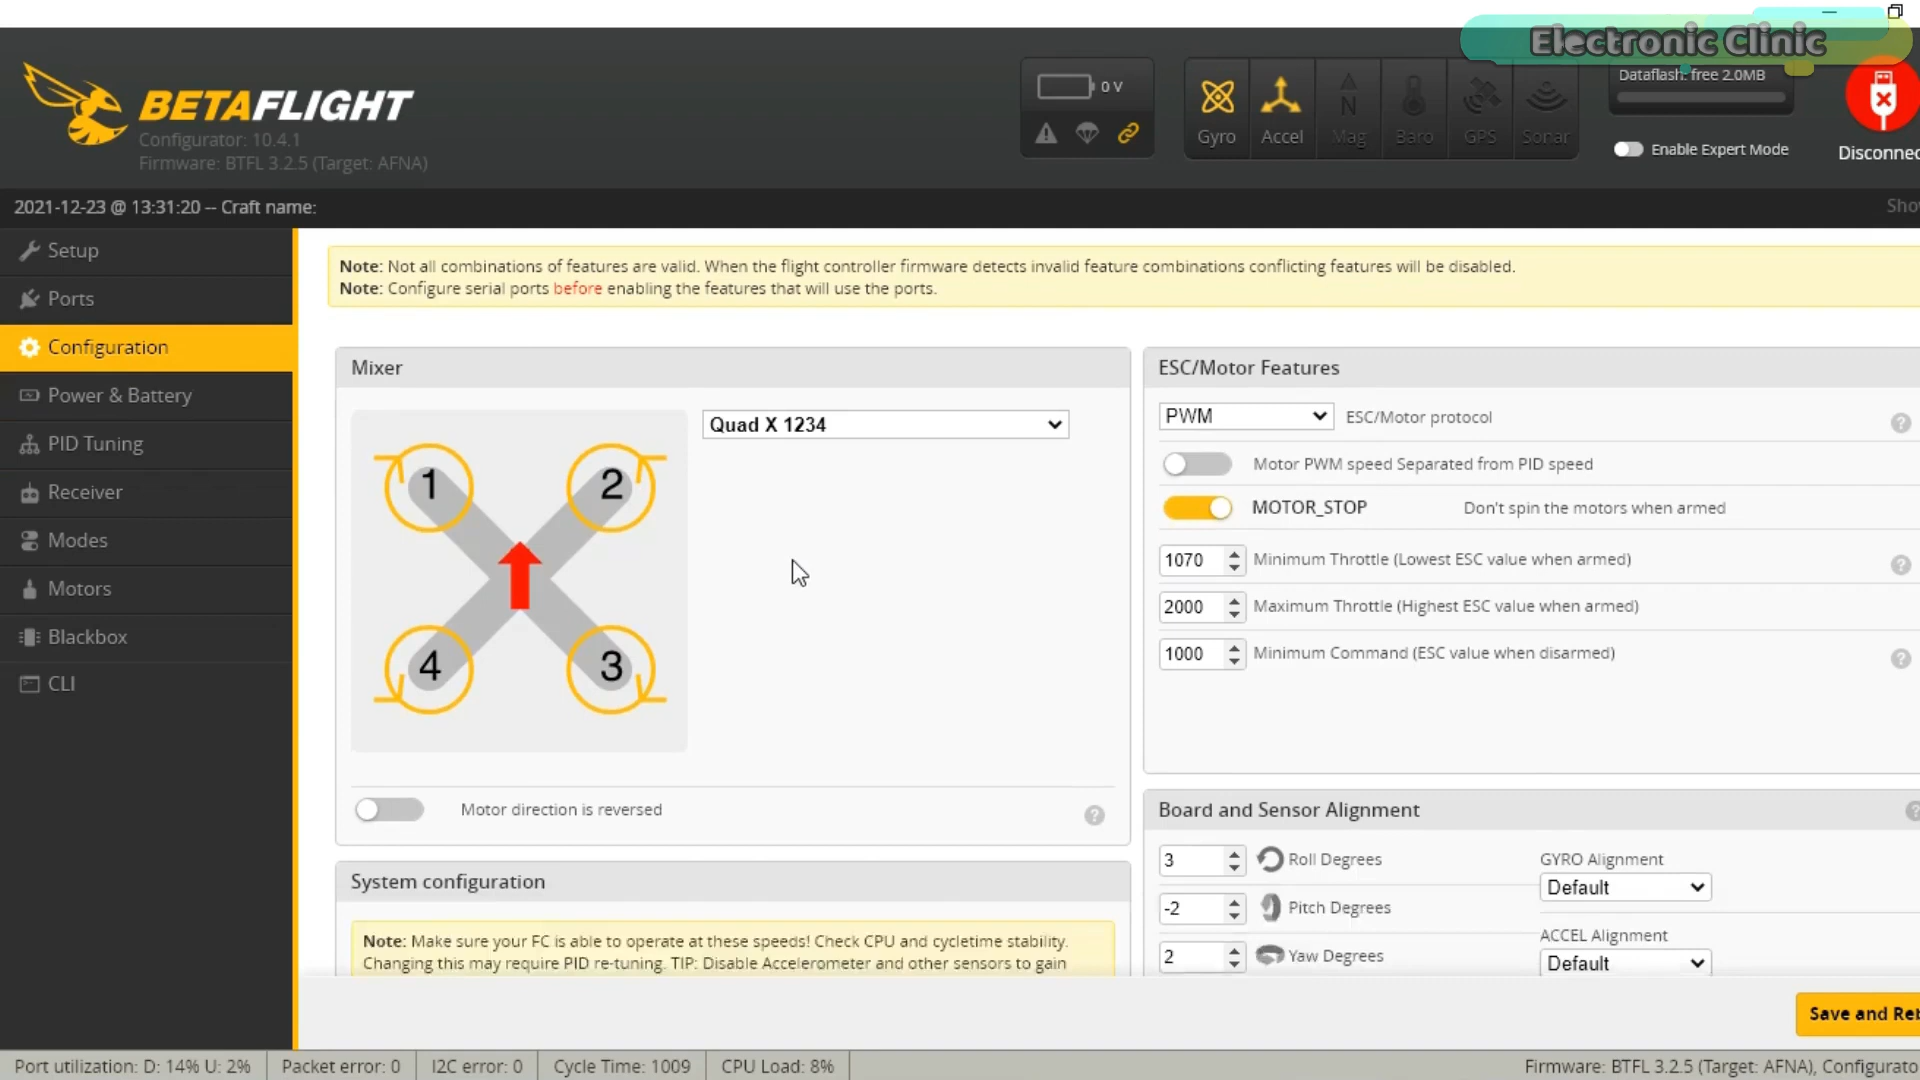 Electronic Clinic
BETAFLIGHT
Configurator: 10.4.1
Firmware: BTFL 3.2.5 (Target: AFNA)
0 V
Gyro
Accel
Mag
Baro
GPS
Sonar
Dataflash: free 2.0MB
Enable Expert Mode
Disconnec
2021-12-23 @ 13:31:20 -- Craft name:
Sho
Setup
Ports
Configuration
Power & Battery
PID Tuning
Receiver
Modes
Motors
Blackbox
CLI
Note: Not all combinations of features are valid. When the flight controller firmware detects invalid feature combinations conflicting features will be disabled.
Note: Configure serial ports before enabling the features that will use the ports.
Mixer
Quad X 1234
1
2
4
3
Motor direction is reversed
?
System configuration
Note: Make sure your FC is able to operate at these speeds! Check CPU and cycletime stability.
Changing this may require PID re-tuning. TIP: Disable Accelerometer and other sensors to gain
ESC/Motor Features
PWM ESC/Motor protocol ?
Motor PWM speed Separated from PID speed
MOTOR_STOP Don't spin the motors when armed
1070 Minimum Throttle (Lowest ESC value when armed) ?
2000 Maximum Throttle (Highest ESC value when armed)
1000 Minimum Command (ESC value when disarmed) ?
Board and Sensor Alignment ?
3 Roll Degrees
-2 Pitch Degrees
2 Yaw Degrees
GYRO Alignment
Default
ACCEL Alignment
Default
Save and Reb
Port utilization: D: 14% U: 2%
Packet error: 0
I2C error: 0
Cycle Time: 1009
CPU Load: 8%
Firmware: BTFL 3.2.5 (Target: AFNA), Configurato